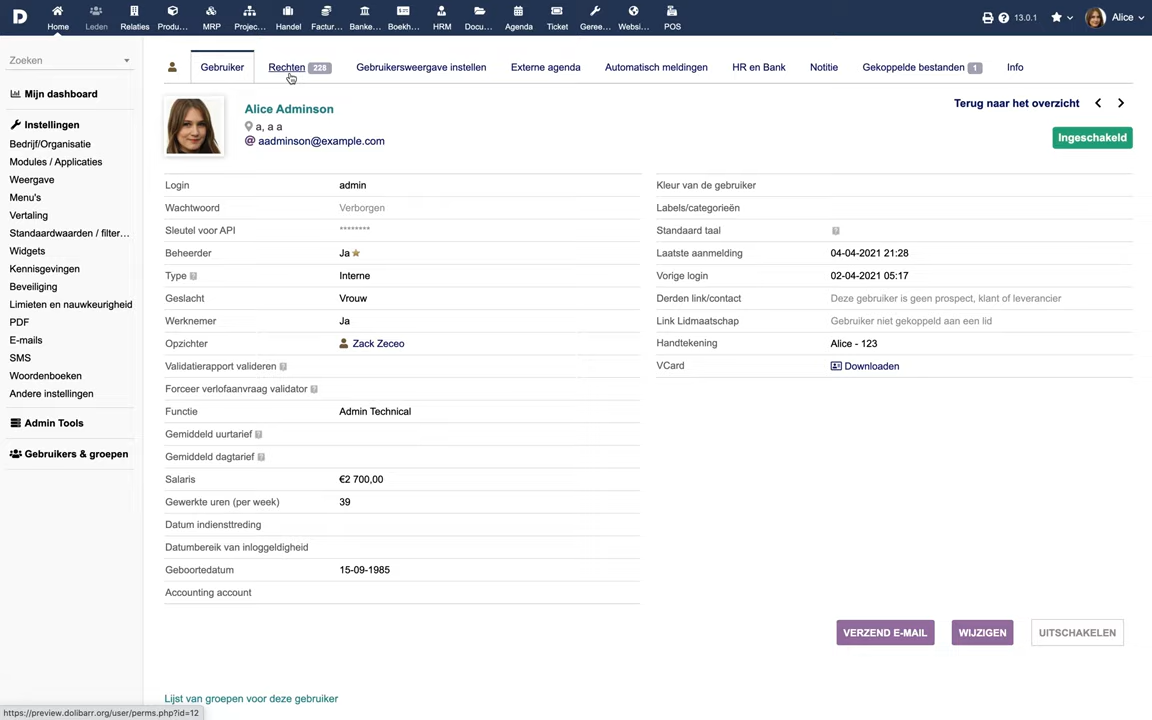 D
Home Leden Relaties Produ... MRP Projec... Handel Factur... Banke... Boekh... HRM Docu... Agenda Ticket Geree... Websi... POS
13.0.1 Alice
Zoeken
Mijn dashboard
Instellingen
Bedrijf/Organisatie
Modules / Applicaties
Weergave
Menu's
Vertaling
Standaardwaarden / filter...
Widgets
Kennisgevingen
Beveiliging
Limieten en nauwkeurigheid
PDF
E-mails
SMS
Woordenboeken
Andere instellingen
Admin Tools
Gebruikers & groepen
Gebruiker Rechten 228 Gebruikersweergave instellen Externe agenda Automatisch meldingen HR en Bank Notitie Gekoppelde bestanden 1 Info
Alice Adminson
a, a a
aadminson@example.com
Terug naar het overzicht
Ingeschakeld
Login admin
Wachtwoord Verborgen
Sleutel voor API ********
Beheerder Ja
Type Interne
Geslacht Vrouw
Werknemer Ja
Opzichter Zack Zeceo
Validatierapport valideren
Forceer verlofaanvraag validator
Functie Admin Technical
Gemiddeld uurtarief
Gemiddeld dagtarief
Salaris €2 700,00
Gewerkte uren (per week) 39
Datum indiensttreding
Datumbereik van inloggeldigheid
Geboortedatum 15-09-1985
Accounting account
Kleur van de gebruiker
Labels/categorieën
Standaard taal
Laatste aanmelding 04-04-2021 21:28
Vorige login 02-04-2021 05:17
Derden link/contact Deze gebruiker is geen prospect, klant of leverancier
Link Lidmaatschap Gebruiker niet gekoppeld aan een lid
Handtekening Alice - 123
VCard Downloaden
VERZEND E-MAIL WIJZIGEN UITSCHAKELEN
Lijst van groepen voor deze gebruiker
https://preview.dolibarr.org/user/perms.php?id=12